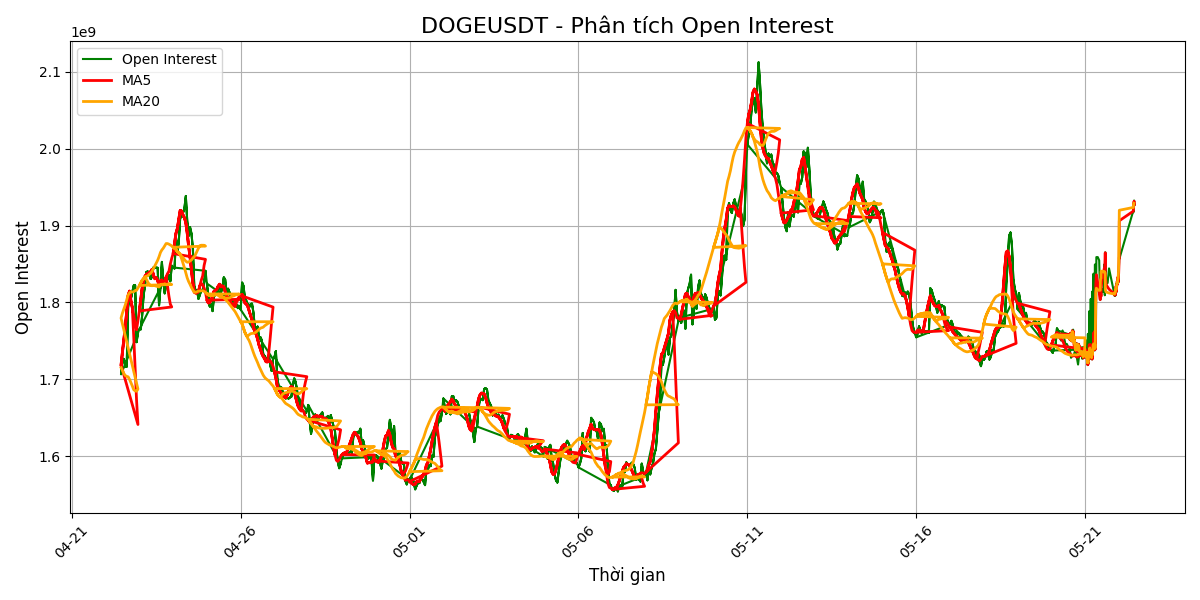 DOGEUSDT - Phân tích Open Interest
1e9
Open Interest
MA5
MA20
2.1
2.0
1.9
1.8
1.7
1.6
Open Interest
04-21
04-26
05-01
05-06
05-11
05-16
05-21
Thời gian